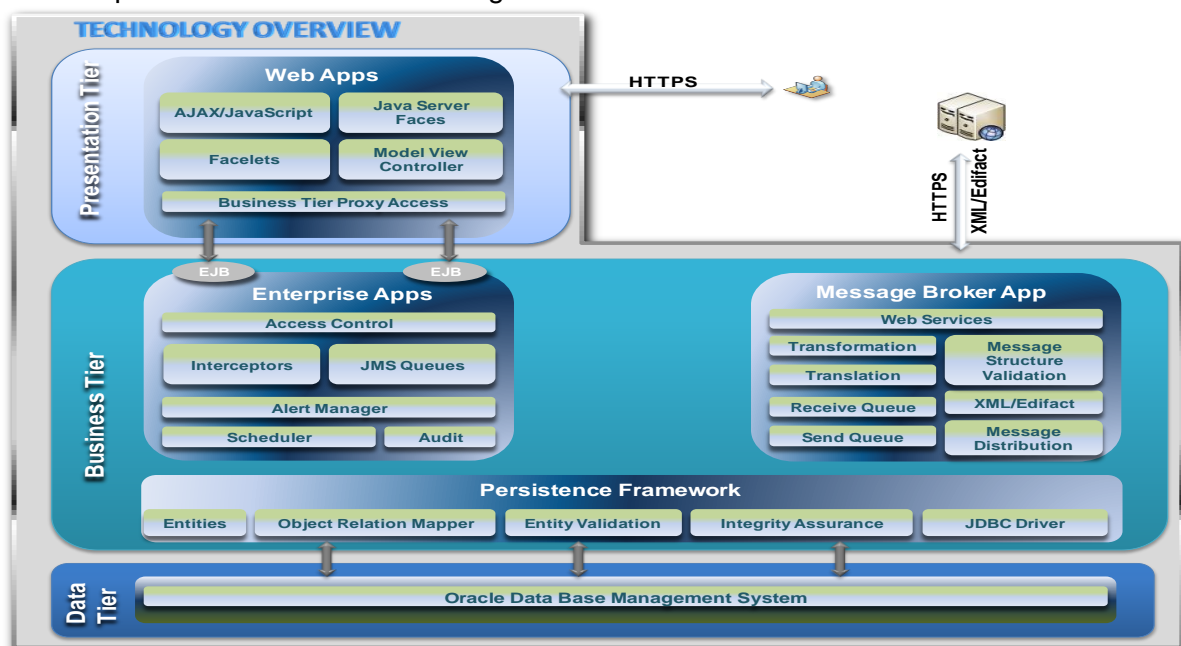 TECHNOLOGY OVERVIEW
Presentation Tier
Web Apps
AJAX/JavaScript
Java Server
Faces
Facelets
Model View
Controller
Business Tier Proxy Access
HTTPS
HTTPS
XML/Edifact
Business Tier
EJB
EJB
Enterprise Apps
Access Control
Interceptors
JMS Queues
Alert Manager
Scheduler
Audit
Message Broker App
Web Services
Transformation
Translation
Receive Queue
Send Queue
Message
Structure
Validation
XML/Edifact
Message
Distribution
Persistence Framework
Entities
Object Relation Mapper
Entity Validation
Integrity Assurance
JDBC Driver
Data
Tier
Oracle Data Base Management System